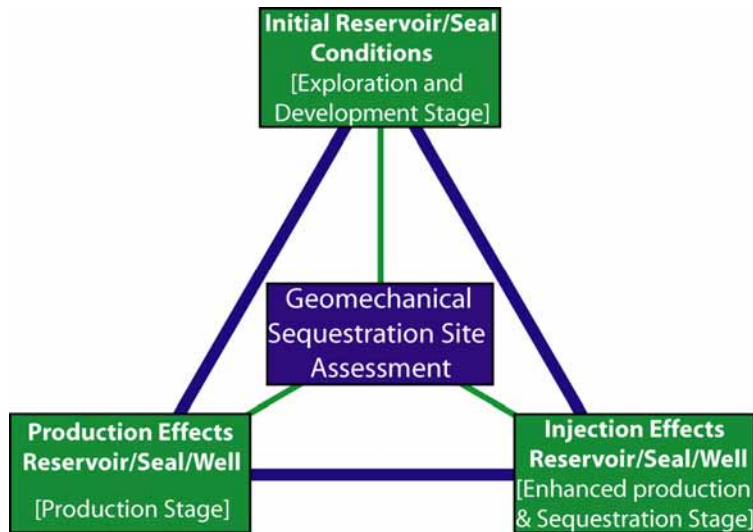 Initial Reservoir/Seal
Conditions
[Exploration and
Development Stage]
Geomechanical
Sequestration Site
Assessment
Production Effects
Reservoir/Seal/Well
[Production Stage]
Injection Effects
Reservoir/Seal/Well
[Enhanced production
& Sequestration Stage]